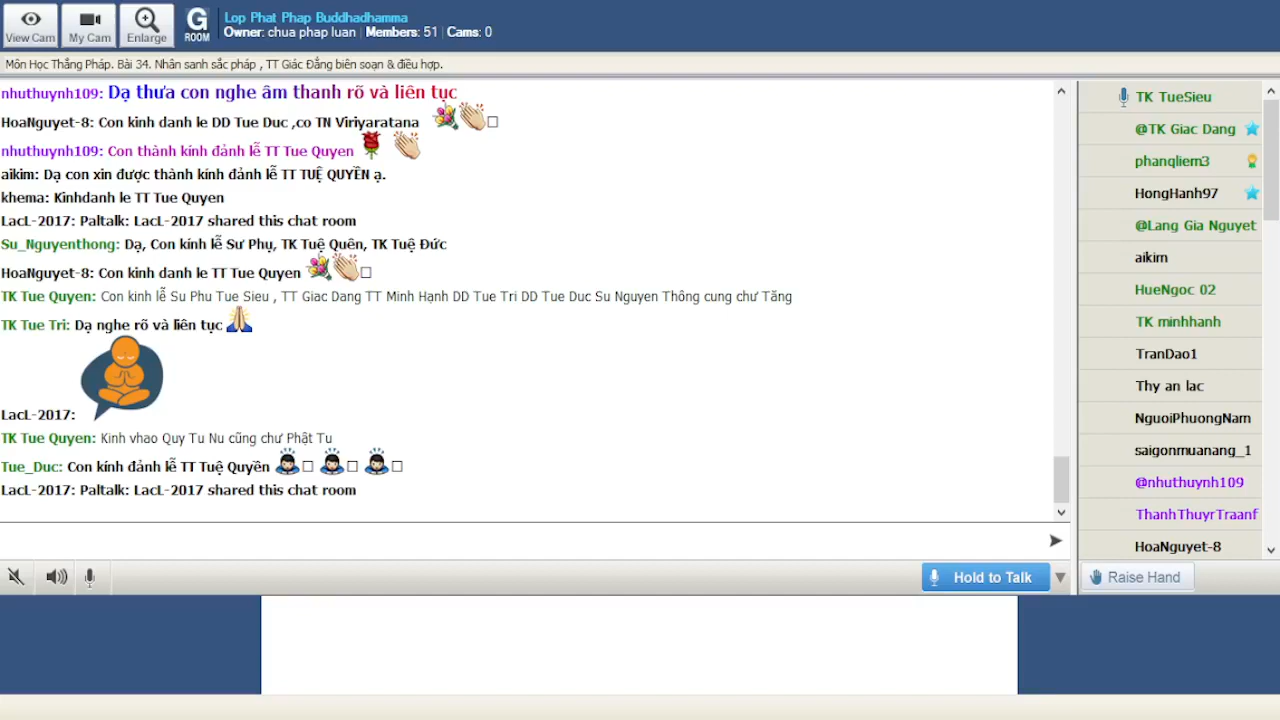 View Cam
My Cam
Enlarge
G
ROOM
Lop Phat Phap Buddhadhamma
Owner: chua phap luan | Members: 51 | Cams: 0
Môn Học Thắng Pháp. Bài 34. Nhân sanh sắc pháp , TT Giác Đẳng biên soạn & điều hợp.
nhuthuynh109: Dạ thưa con nghe âm thanh rõ và liên tục
HoaNguyet-8: Con kinh danh le DD Tue Duc ,co TN Viriyaratana
nhuthuynh109: Con thành kính đảnh lễ TT Tue Quyen
aikim: Dạ con xin được thành kính đảnh lễ TT TUỆ QUYỀN ạ.
khema: Kinhdanh le TT Tue Quyen
LacL-2017: Paltalk: LacL-2017 shared this chat room
Su_Nguyenthong: Dạ, Con kính lễ Sư Phụ, TK Tuệ Quên, TK Tuệ Đức
HoaNguyet-8: Con kinh danh le TT Tue Quyen
TK Tue Quyen: Con kinh lễ Su Phu Tue Sieu , TT Giac Dang TT Minh Hạnh DD Tue Tri DD Tue Duc Su Nguyen Thông cung chư Tăng
TK Tue Tri: Dạ nghe rõ và liên tục
LacL-2017:
TK Tue Quyen: Kinh vhao Quy Tu Nu cũng chư Phật Tu
Tue_Duc: Con kính đảnh lễ TT Tuệ Quyền
LacL-2017: Paltalk: LacL-2017 shared this chat room
Hold to Talk
TK TueSieu
@TK Giac Dang
phanqliem3
HongHanh97
@Lang Gia Nguyet
aikim
HueNgoc 02
TK minhhanh
TranDao1
Thy an lac
NguoiPhuongNam
saigonmuanang_1
@nhuthuynh109
ThanhThuyrTraanf
HoaNguyet-8
Raise Hand